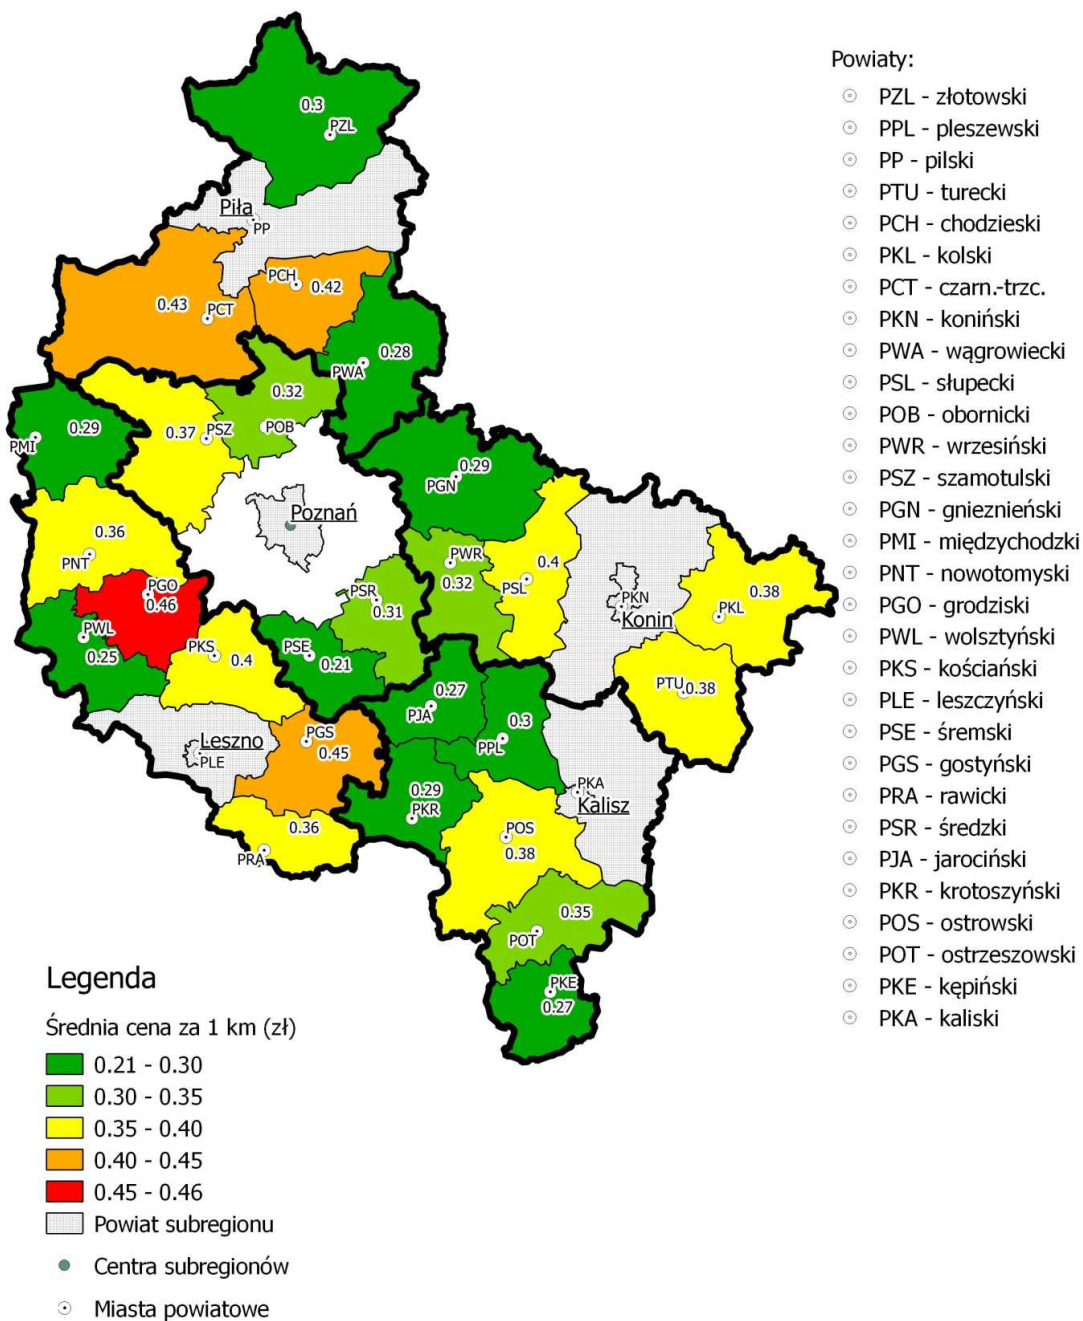 0.3
PZL
Piła
PP
PCH
0.42
0.43
PCT
0.28
PWA
0.32
POB
0.37
PSZ
0.29
PMI
0.29
PGN
Poznań
0.36
PNT
PGO
0.46
PWR
0.32
0.4
PSL
PSR
0.31
PKN
Konin
0.38
PKL
PWL
0.25
PKS
0.4
PSE
0.21
PTU
0.38
0.27
PJA
0.3
PPL
Leszno
PLE
PGS
0.45
0.29
PKR
PKA
Kalisz
0.36
PRA
POS
0.38
0.35
POT
PKE
0.27
Powiaty:
PZL - złotowski
PPL - pleszewski
PP - pilski
PTU - turecki
PCH - chodzieski
PKL - kolski
PCT - czarn.-trzc.
PKN - koniński
PWA - wągrowiecki
PSL - słupecki
POB - obornicki
PWR - wrzesiński
PSZ - szamotulski
PGN - gnieznieński
PMI - międzychodzki
PNT - nowotomyski
PGO - grodziski
PWL - wolsztyński
PKS - kościański
PLE - leszczyński
PSE - śremski
PGS - gostyński
PRA - rawicki
PSR - średzki
PJA - jarociński
PKR - krotoszyński
POS - ostrowski
POT - ostrzeszowski
PKE - kępiński
PKA - kaliski
Legenda
Średnia cena za 1 km (zł)
0.21 - 0.30
0.30 - 0.35
0.35 - 0.40
0.40 - 0.45
0.45 - 0.46
Powiat subregionu
Centra subregionów
Miasta powiatowe